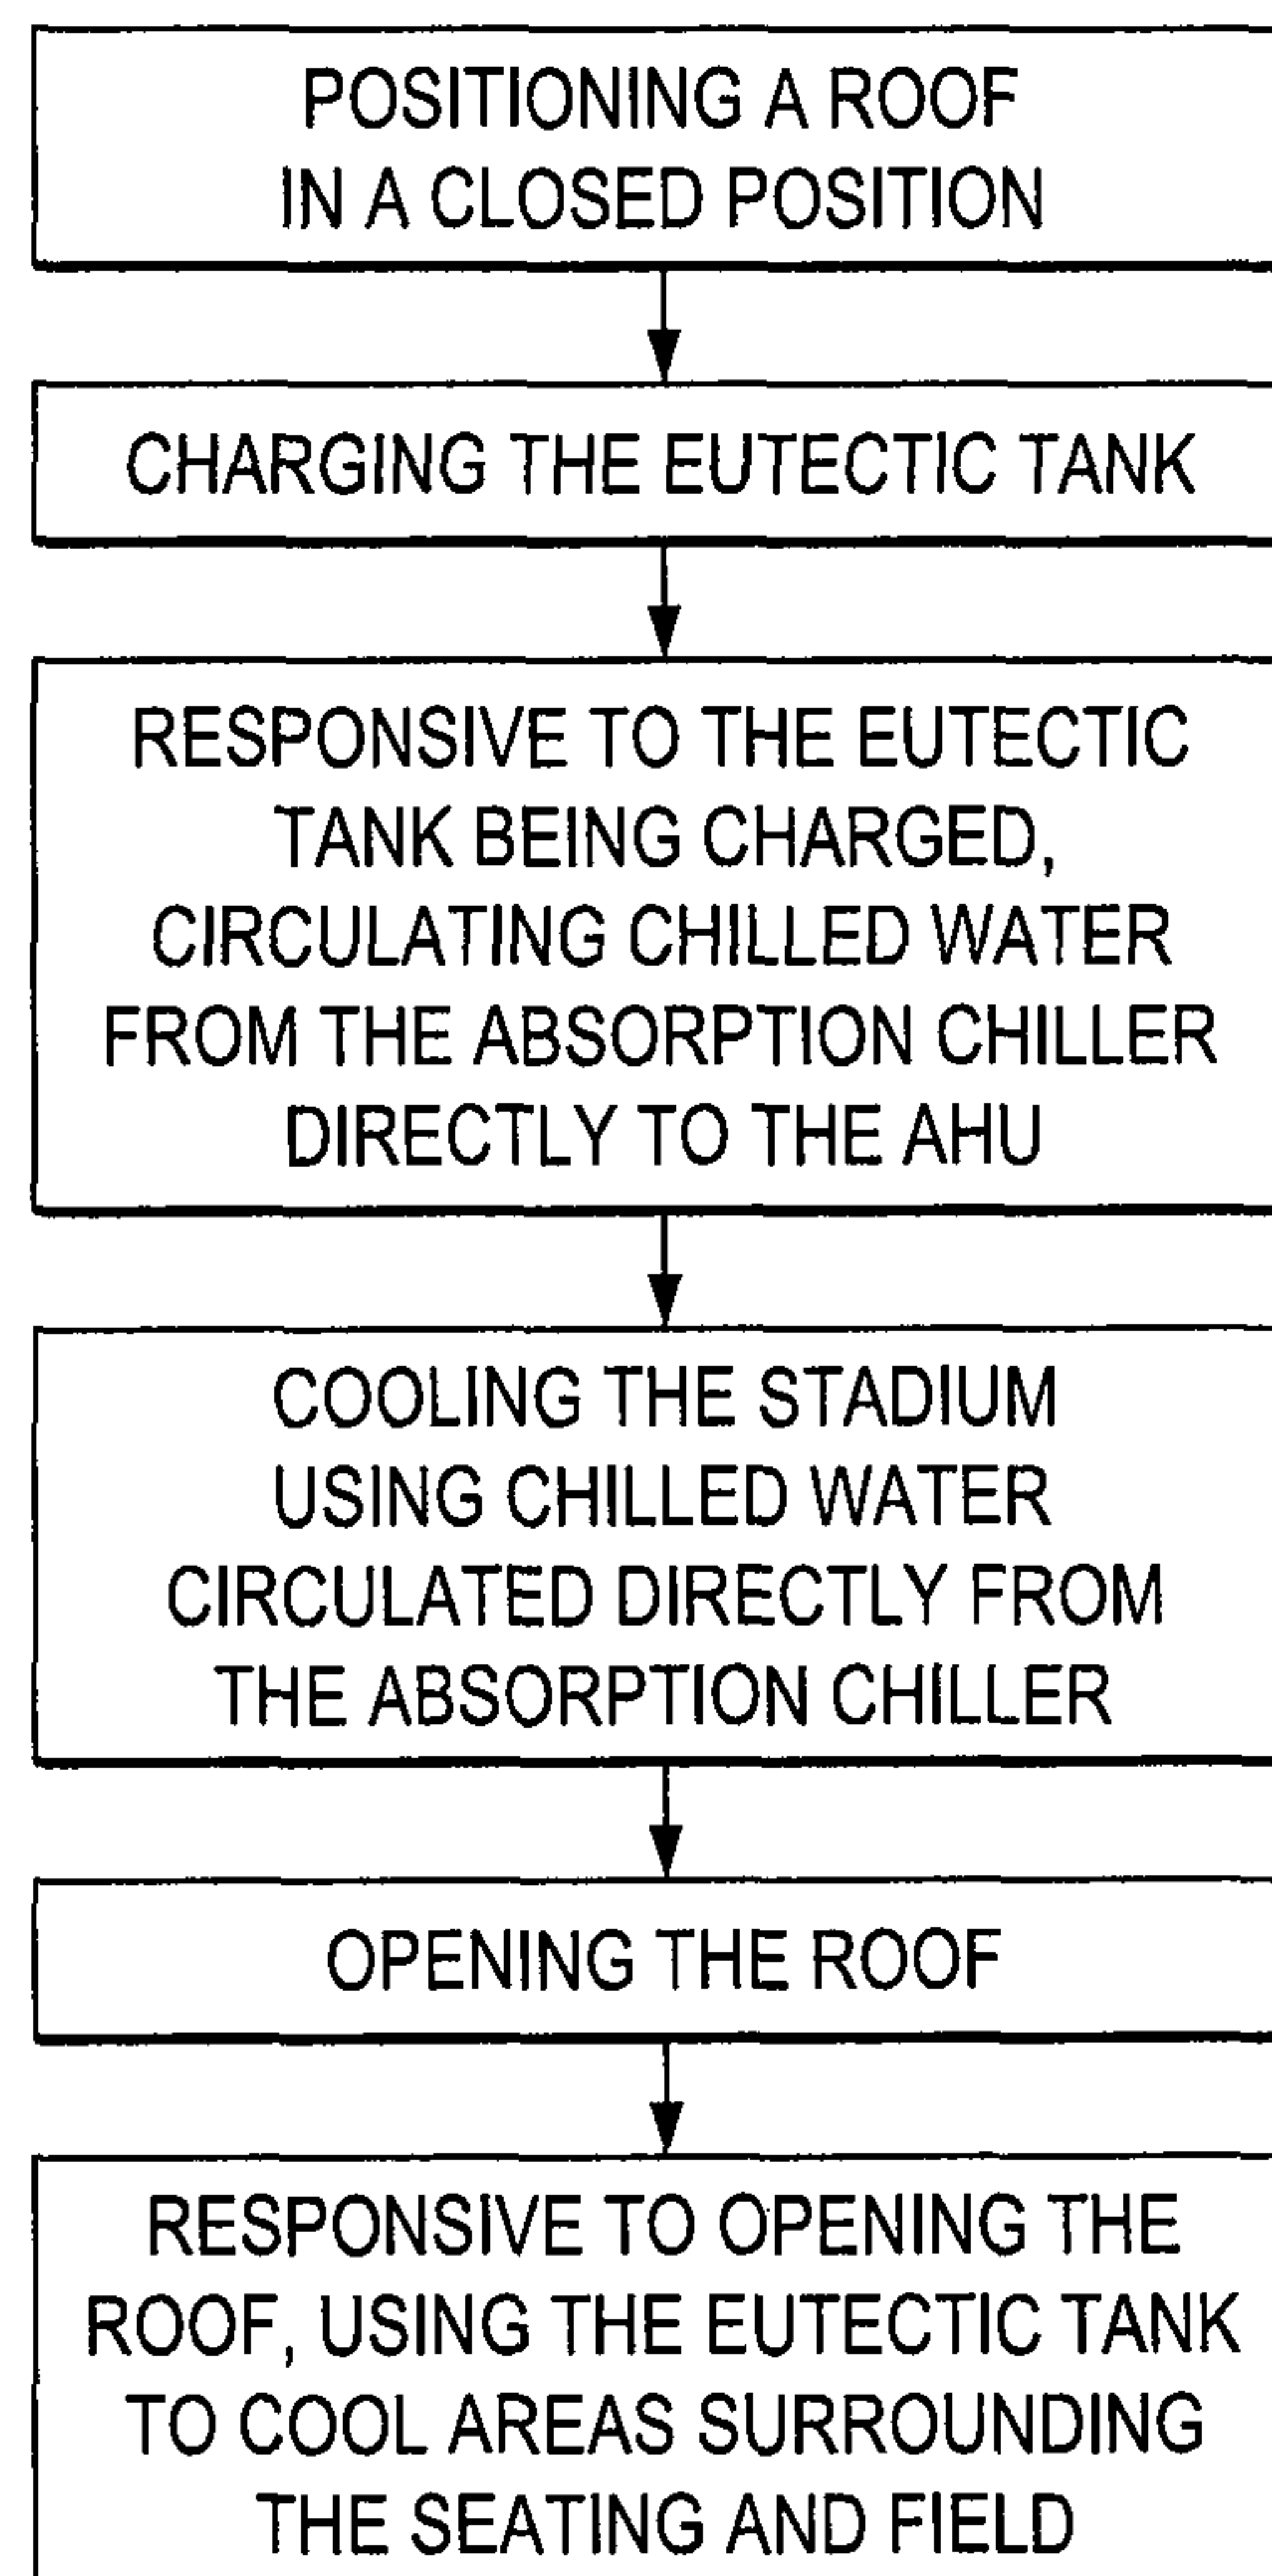 POSITIONING A ROOF
IN A CLOSED POSITION
CHARGING THE EUTECTIC TANK
RESPONSIVE TO THE EUTECTIC
TANK BEING CHARGED,
CIRCULATING CHILLED WATER
FROM THE ABSORPTION CHILLER
DIRECTLY TO THE AHU
COOLING THE STADIUM
USING CHILLED WATER
CIRCULATED DIRECTLY FROM
THE ABSORPTION CHILLER
OPENING THE ROOF
RESPONSIVE TO OPENING THE
ROOF, USING THE EUTECTIC TANK
TO COOL AREAS SURROUNDING
THE SEATING AND FIELD